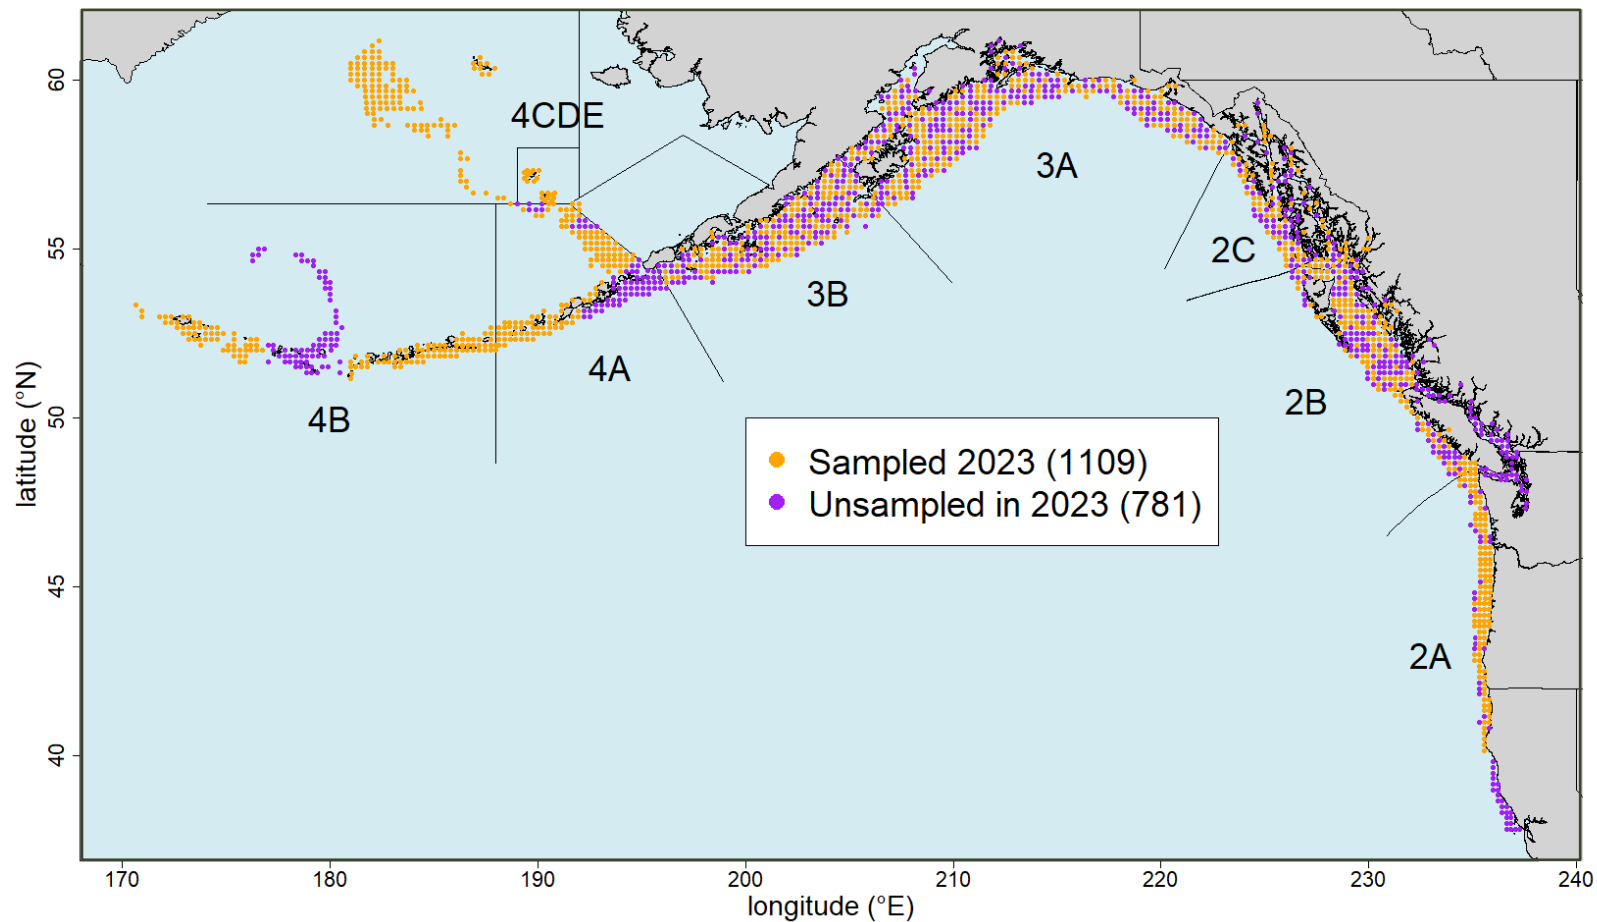 60
55
50
45
40
latitude (°N)
4CDE
3A
2C
3B
4A
2B
4B
Sampled 2023 (1109)
Unsampled in 2023 (781)
2A
170
180
190
200
210
220
230
240
longitude (°E)